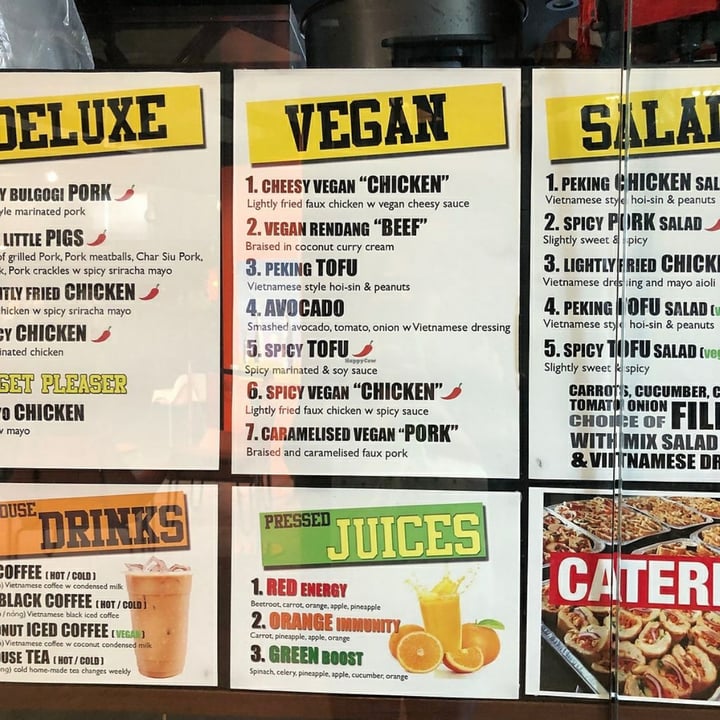 DELUXE
Y BULGOGI PORK
yle marinated pork
LITTLE PIGS
of grilled Pork, Pork meatballs, Char Siu Pork,
k, Pork crackles w spicy sriracha mayo
TLY FRIED CHICKEN
chicken w spicy sriracha mayo
CY CHICKEN
inated chicken
GET PLEASER
YO CHICKEN
w mayo
VEGAN
1. CHEESY VEGAN "CHICKEN"
Lightly fried faux chicken w vegan cheesy sauce
2. VEGAN RENDANG "BEEF"
Braised in coconut curry cream
3. PEKING TOFU
Vietnamese style hoi-sin & peanuts
4. AVOCADO
Smashed avocado, tomato, onion w Vietnamese dressing
5. SPICY TOFU
HappyCow
Spicy marinated & soy sauce
6. SPICY VEGAN "CHICKEN"
Lightly fried faux chicken w spicy sauce
7. CARAMELISED VEGAN "PORK"
Braised and caramelised faux pork
SALA
1. PEKING CHICKEN SAL
Vietnamese style hoi-sin & peanuts
2. SPICY PORK SALAD
Slightly sweet & spicy
3. LIGHTLY FRIED CHICK
Vietnamese dressing and mayo aioli
4. PEKING TOFU SALAD (v
Vietnamese style hoi-sin & peanuts
5. SPICY TOFU SALAD (veg
Slightly sweet & spicy
CARROTS, CUCUMBER, C
TOMATO ONION
CHOICE OF FILL
WITH MIX SALAD
& VIETNAMESE DR
OUSE DRINKS
COFFEE (HOT / COLD)
) Vietnamese coffee w condensed milk
BLACK COFFEE (HOT / COLD)
/ nóng) Vietnamese black iced coffee
NUT ICED COFFEE (VEGAN)
) Vietnamese coffee w coconut condensed milk
OUSE TEA (HOT / COLD)
ng) cold home-made tea changes weekly
PRESSED JUICES
1. RED ENERGY
Beetroot, carrot, orange, apple, pineapple
2. ORANGE IMMUNITY
Carrot, pineapple, apple, orange
3. GREEN BOOST
Spinach, celery, pineapple, apple, cucumber, orange
CATER